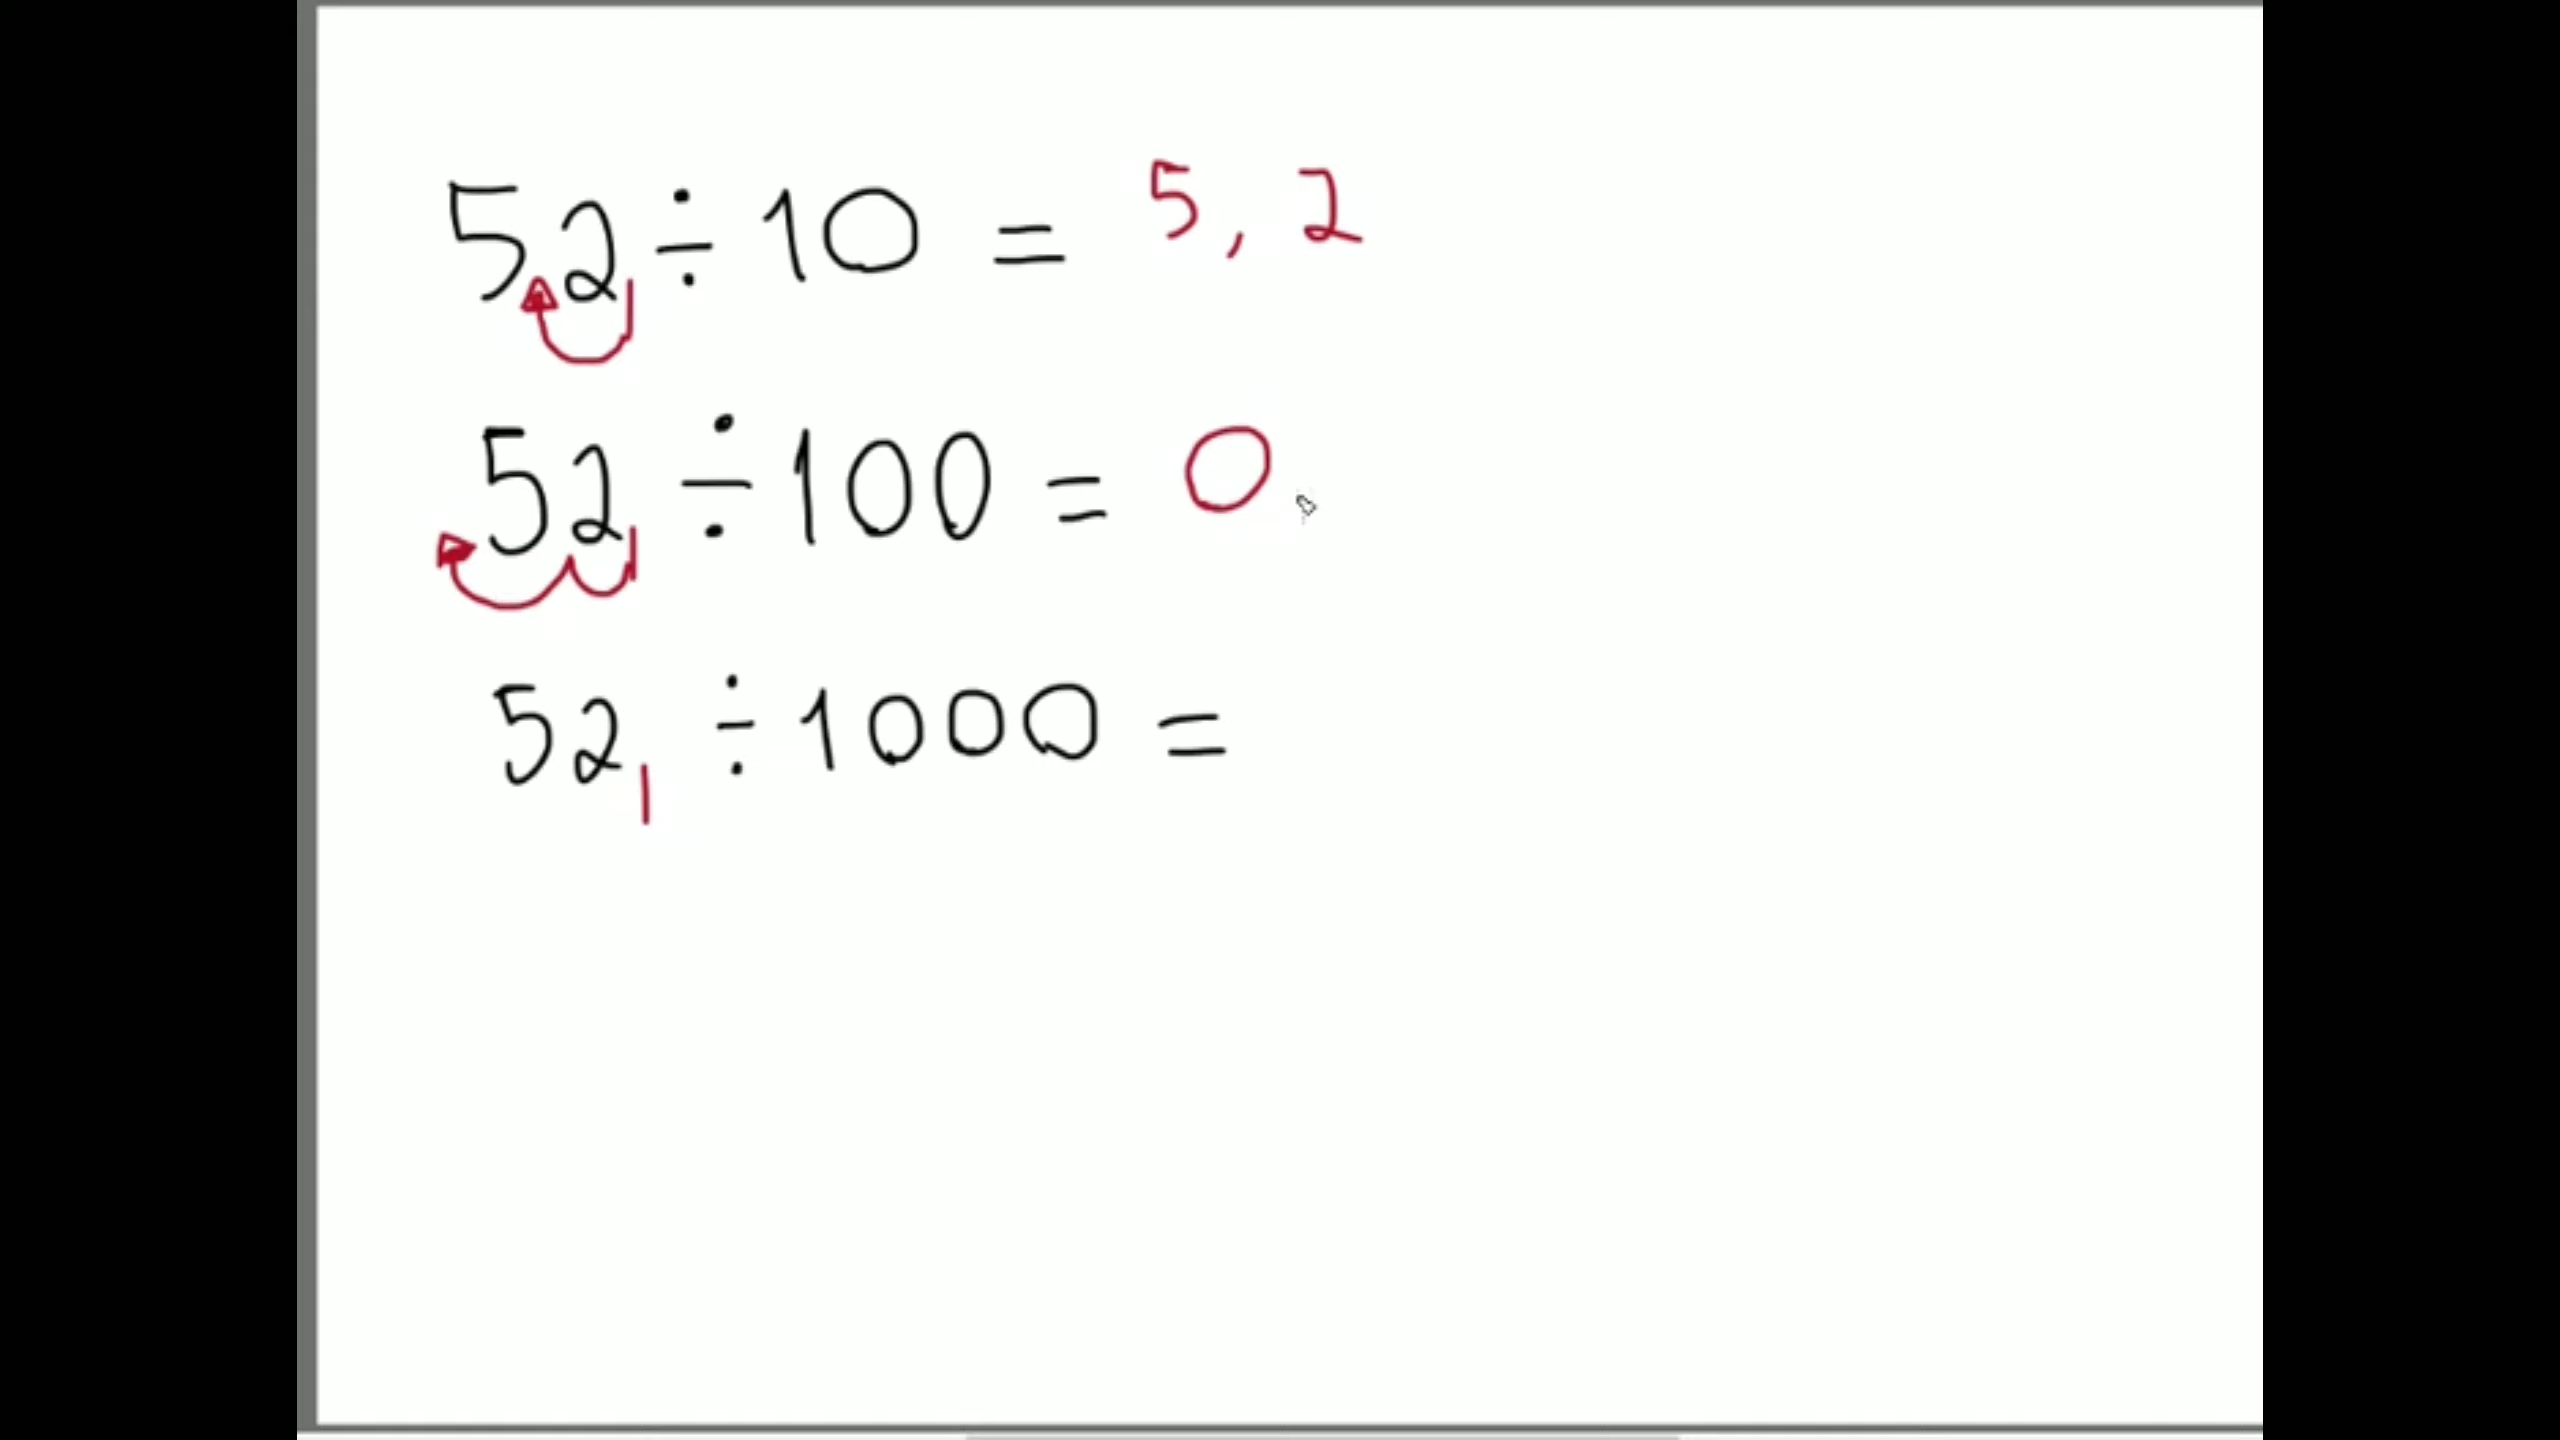 52 ÷ 10 = 5,2
52 ÷ 100 = 0
52, ÷ 1000 =